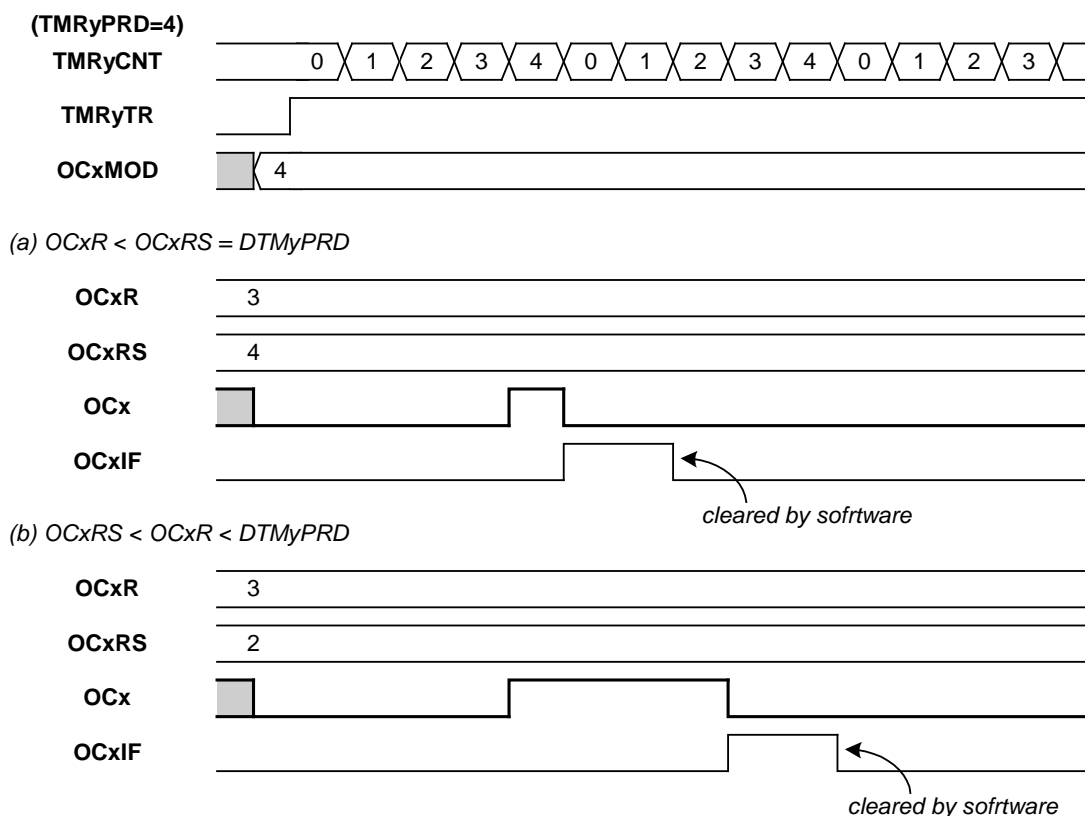 (TMRyPRD=4)
TMRyCNT 0 1 2 3 4 0 1 2 3 4 0 1 2 3
TMRyTR
OCxMOD 4
(a) OCxR < OCxRS = DTMyPRD
OCxR 3
OCxRS 4
OCx
OCxIF
cleared by sofrtware
(b) OCxRS < OCxR < DTMyPRD
OCxR 3
OCxRS 2
OCx
OCxIF
cleared by sofrtware